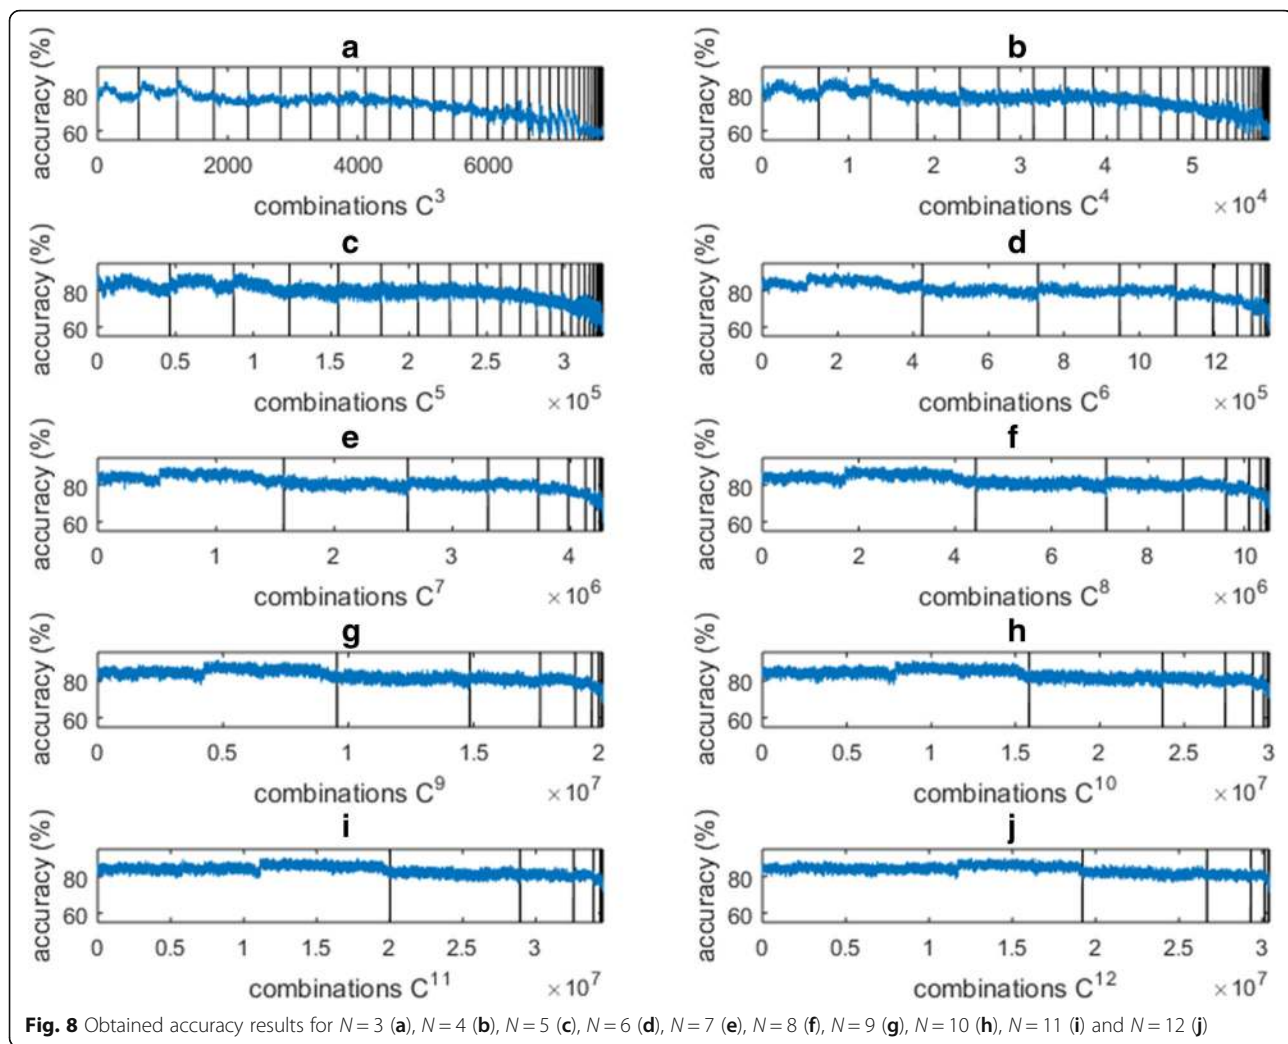 a
accuracy (%)
80
60
0 2000 4000 6000
combinations C³
b
accuracy (%)
80
60
0 1 2 3 4 5
combinations C⁴ × 10⁴
c
accuracy (%)
80
60
0 0.5 1 1.5 2 2.5 3
combinations C⁵ × 10⁵
d
accuracy (%)
80
60
0 2 4 6 8 10 12
combinations C⁶ × 10⁵
e
accuracy (%)
80
60
0 1 2 3 4
combinations C⁷ × 10⁶
f
accuracy (%)
80
60
0 2 4 6 8 10
combinations C⁸ × 10⁶
g
accuracy (%)
80
60
0 0.5 1 1.5 2
combinations C⁹ × 10⁷
h
accuracy (%)
80
60
0 0.5 1 1.5 2 2.5 3
combinations C¹⁰ × 10⁷
i
accuracy (%)
80
60
0 0.5 1 1.5 2 2.5 3
combinations C¹¹ × 10⁷
j
accuracy (%)
80
60
0 0.5 1 1.5 2 2.5 3
combinations C¹² × 10⁷
Fig. 8 Obtained accuracy results for N = 3 (a), N = 4 (b), N = 5 (c), N = 6 (d), N = 7 (e), N = 8 (f), N = 9 (g), N = 10 (h), N = 11 (i) and N = 12 (j)